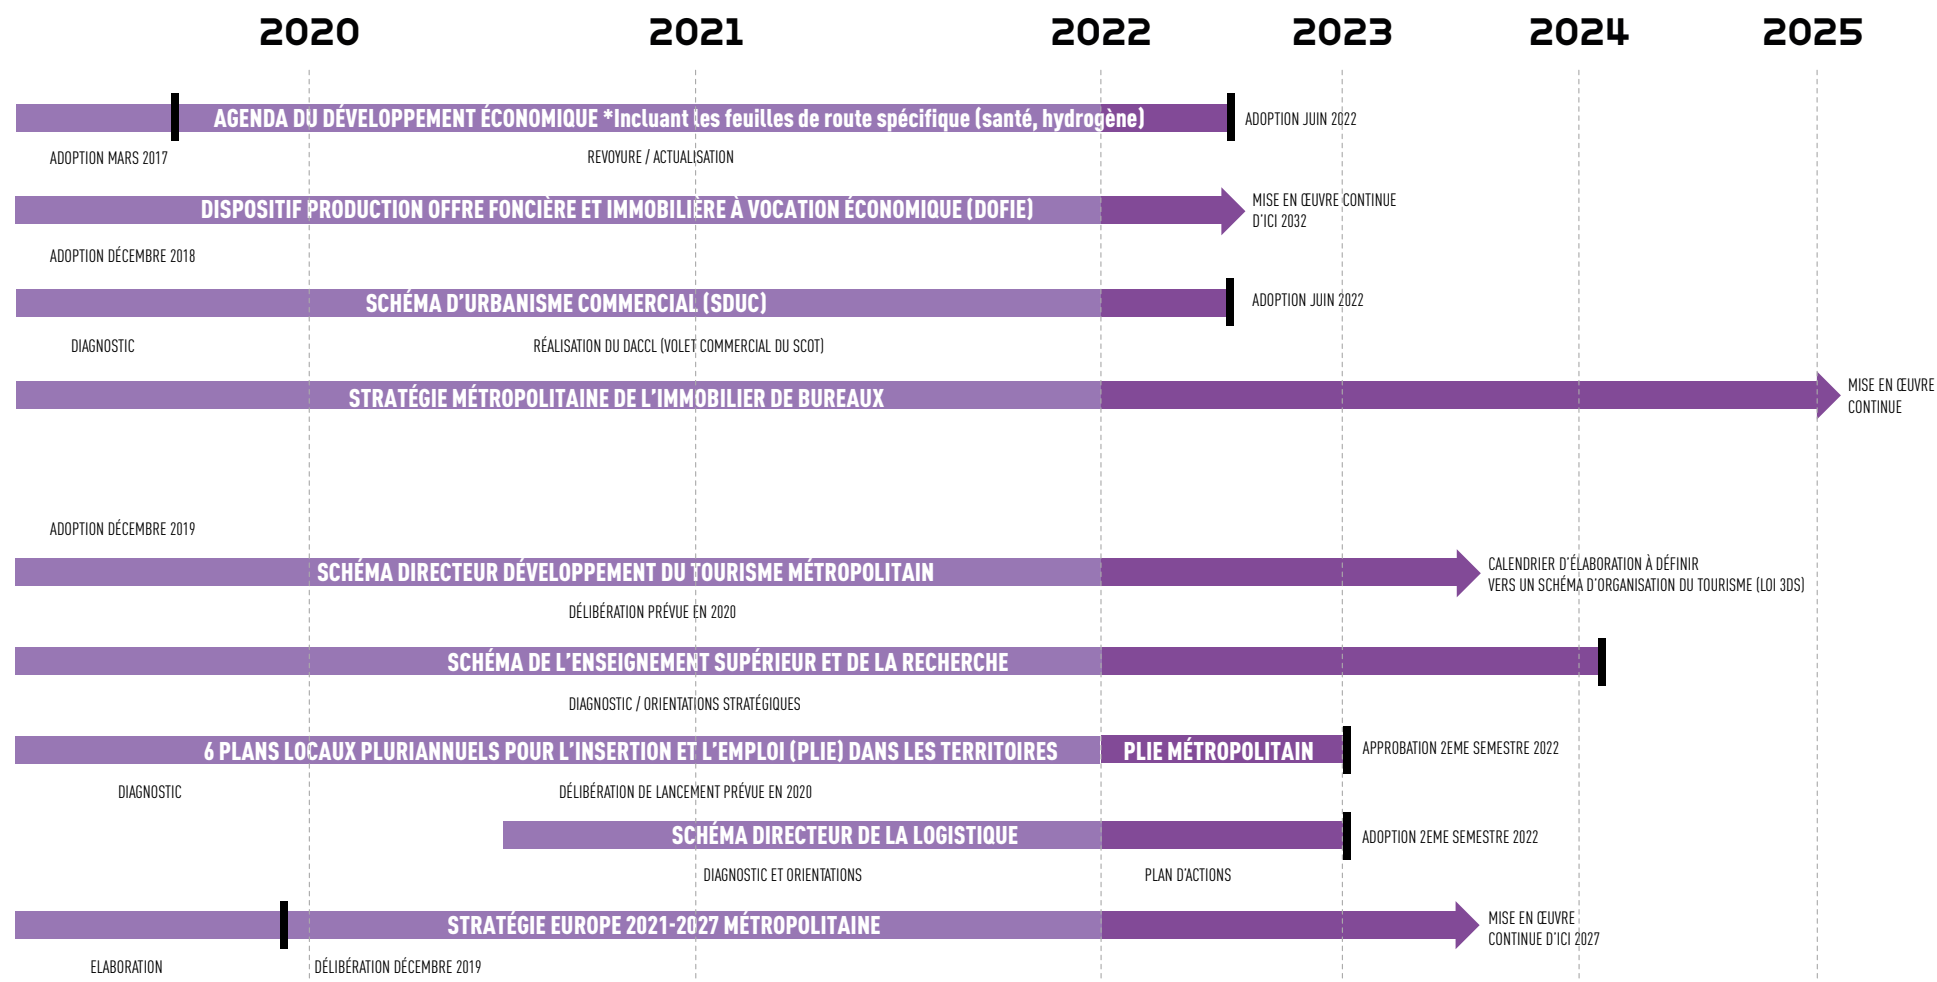 2020 2021 2022 2023 2024 2025
AGENDA DU DÉVELOPPEMENT ÉCONOMIQUE *Incluant les feuilles de route spécifique (santé, hydrogène)
ADOPTION JUIN 2022
ADOPTION MARS 2017
REVOYURE / ACTUALISATION
DISPOSITIF PRODUCTION OFFRE FONCIÈRE ET IMMOBILIÈRE À VOCATION ÉCONOMIQUE (DOFIE)
MISE EN ŒUVRE CONTINUE
D'ICI 2032
ADOPTION DÉCEMBRE 2018
SCHÉMA D'URBANISME COMMERCIAL (SDUC)
ADOPTION JUIN 2022
DIAGNOSTIC
RÉALISATION DU DACCL (VOLET COMMERCIAL DU SCOT)
STRATÉGIE MÉTROPOLITAINE DE L'IMMOBILIER DE BUREAUX
MISE EN ŒUVRE
CONTINUE
ADOPTION DÉCEMBRE 2019
SCHÉMA DIRECTEUR DÉVELOPPEMENT DU TOURISME MÉTROPOLITAIN
CALENDRIER D'ÉLABORATION À DÉFINIR
VERS UN SCHÉMA D'ORGANISATION DU TOURISME (LOI 3DS)
DÉLIBÉRATION PRÉVUE EN 2020
SCHÉMA DE L'ENSEIGNEMENT SUPÉRIEUR ET DE LA RECHERCHE
DIAGNOSTIC / ORIENTATIONS STRATÉGIQUES
6 PLANS LOCAUX PLURIANNUELS POUR L'INSERTION ET L'EMPLOI (PLIE) DANS LES TERRITOIRES
PLIE MÉTROPOLITAIN
APPROBATION 2EME SEMESTRE 2022
DIAGNOSTIC
DÉLIBÉRATION DE LANCEMENT PRÉVUE EN 2020
SCHÉMA DIRECTEUR DE LA LOGISTIQUE
ADOPTION 2EME SEMESTRE 2022
DIAGNOSTIC ET ORIENTATIONS
PLAN D'ACTIONS
STRATÉGIE EUROPE 2021-2027 MÉTROPOLITAINE
MISE EN ŒUVRE
CONTINUE D'ICI 2027
ELABORATION
DÉLIBÉRATION DÉCEMBRE 2019